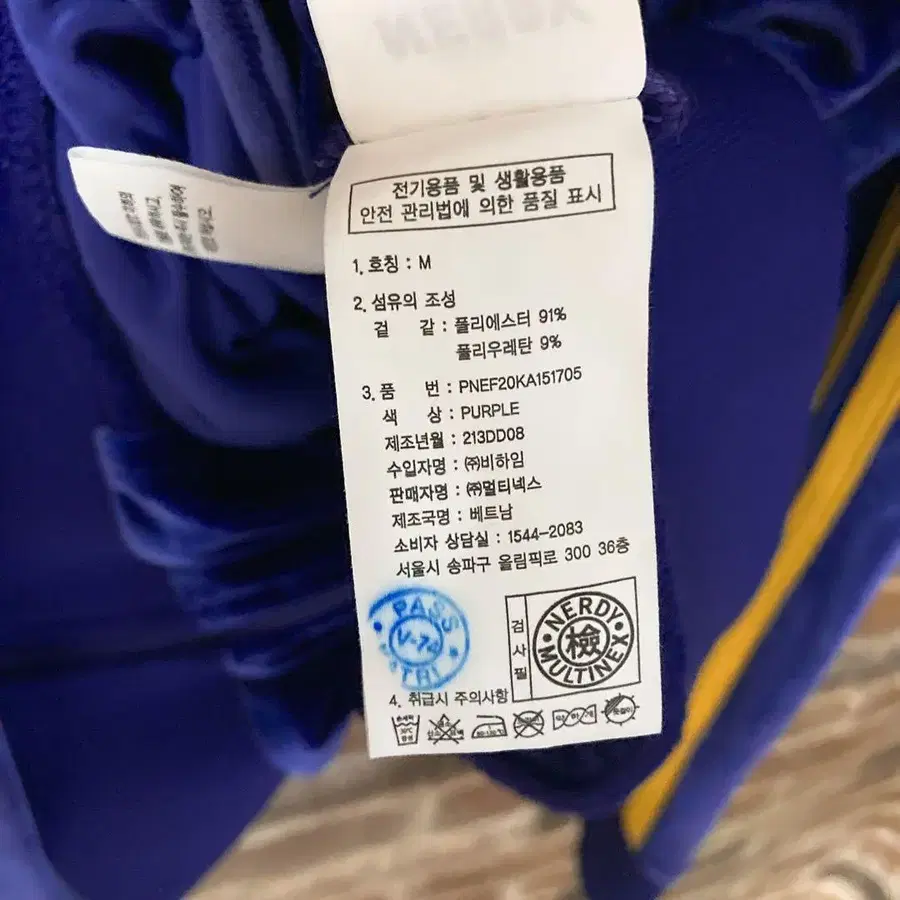 NERDY
전기용품 및 생활용품
안전 관리법에 의한 품질 표시
1. 호칭 : M
2. 섬유의 조성
겉 감 : 폴리에스터 91%
폴리우레탄 9%
3. 품 번 : PNEF20KA151705
색 상 : PURPLE
제조년월 : 213DD08
수입자명 : ㈜비하임
판매자명 : ㈜멀티넥스
제조국명 : 베트남
소비자 상담실 : 1544-2083
서울시 송파구 올림픽로 300 36층
PASS
V-74
검사필
NERDY
檢
MULTINEX
4. 취급시 주의사항